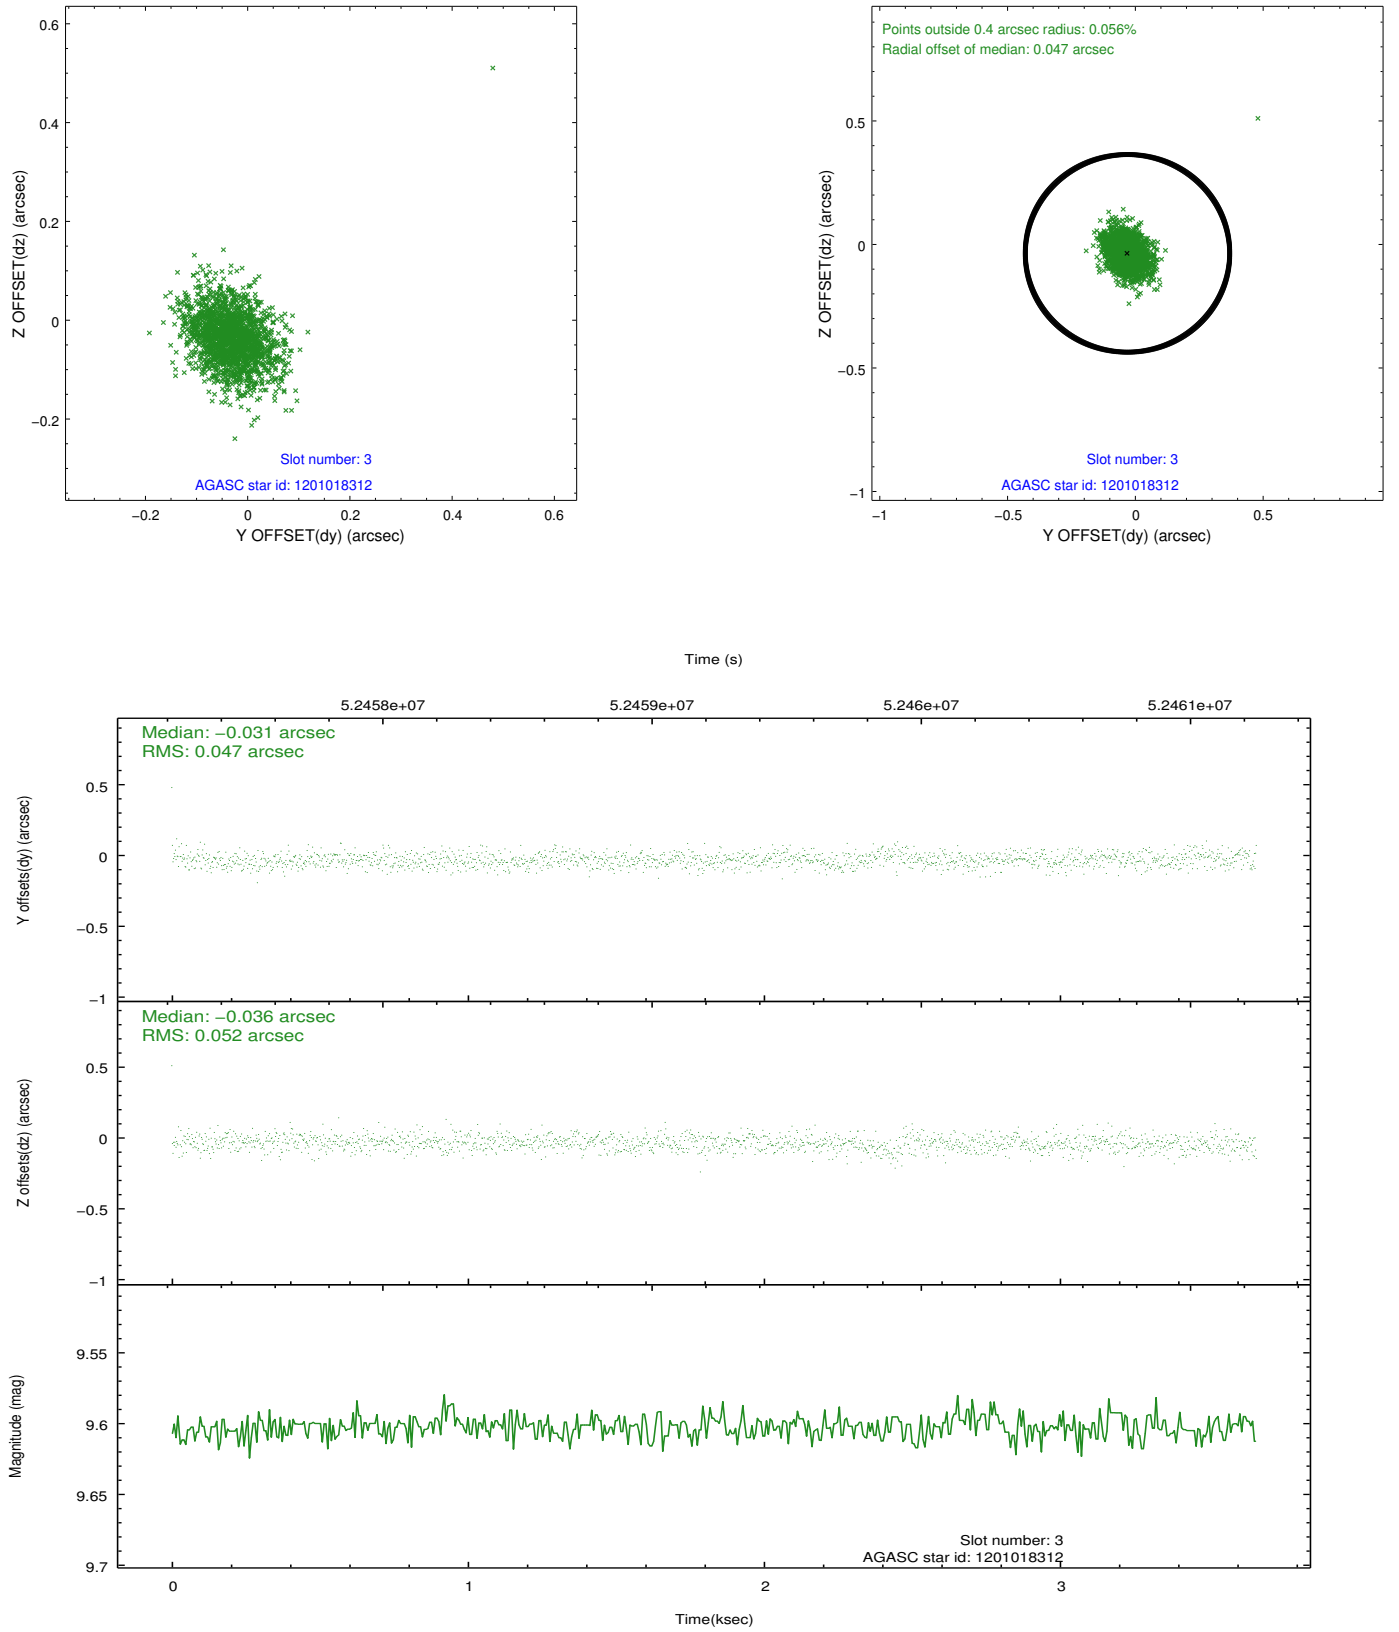 0.6
0.4
0.2
0
−0.2
Z OFFSET(dz) (arcsec)
Slot number: 3
AGASC star id: 1201018312
−0.2 0 0.2 0.4 0.6
Y OFFSET(dy) (arcsec)
Points outside 0.4 arcsec radius: 0.056%
Radial offset of median: 0.047 arcsec
0.5
0
−0.5
−1
Z OFFSET(dz) (arcsec)
Slot number: 3
AGASC star id: 1201018312
−1 −0.5 0 0.5
Y OFFSET(dy) (arcsec)
Time (s)
5.2458e+07 5.2459e+07 5.246e+07 5.2461e+07
Median: −0.031 arcsec
RMS: 0.047 arcsec
0.5
0
−0.5
−1
Y offsets(dy) (arcsec)
Median: −0.036 arcsec
RMS: 0.052 arcsec
0.5
0
−0.5
−1
Z offsets(dz) (arcsec)
9.55
9.6
9.65
9.7
Magnitude (mag)
Slot number: 3
AGASC star id: 1201018312
0 1 2 3
Time(ksec)